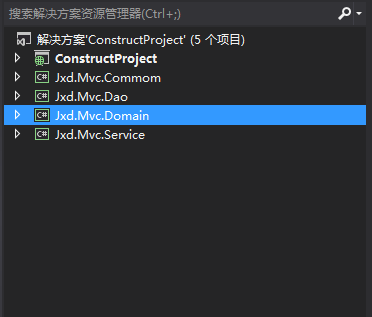 搜索解决方案资源管理器(Ctrl+;)
解决方案'ConstructProject' (5 个项目)
ConstructProject
C# Jxd.Mvc.Commom
C# Jxd.Mvc.Dao
C# Jxd.Mvc.Domain
C# Jxd.Mvc.Service